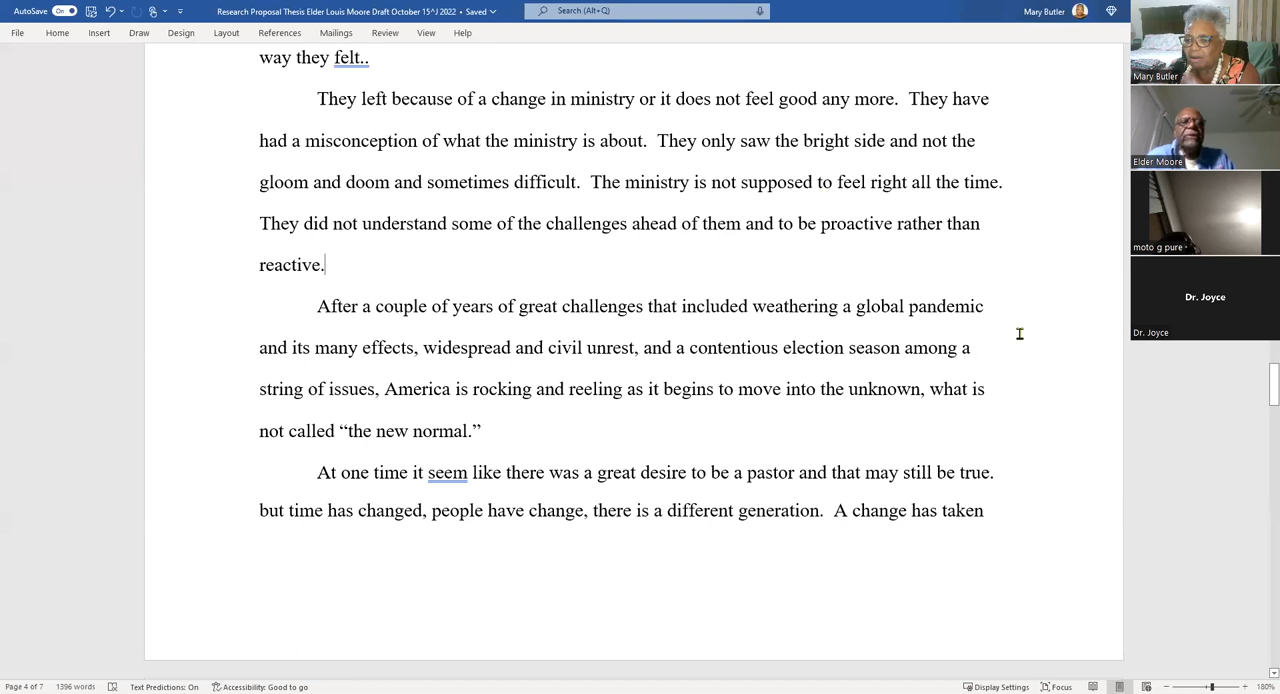 AutoSave On Research Proposal Thesis Elder Louis Moore Draft October 15^J 2022 • Saved Search (Alt+Q) Mary Butler
File Home Insert Draw Design Layout References Mailings Review View Help
way they felt..
They left because of a change in ministry or it does not feel good any more. They have
had a misconception of what the ministry is about. They only saw the bright side and not the
gloom and doom and sometimes difficult. The ministry is not supposed to feel right all the time.
They did not understand some of the challenges ahead of them and to be proactive rather than
reactive.
After a couple of years of great challenges that included weathering a global pandemic
and its many effects, widespread and civil unrest, and a contentious election season among a
string of issues, America is rocking and reeling as it begins to move into the unknown, what is
not called “the new normal.”
At one time it seem like there was a great desire to be a pastor and that may still be true.
but time has changed, people have change, there is a different generation. A change has taken
Mary Butler
Elder Moore
moto g pure
Dr. Joyce
Dr. Joyce
Page 4 of 7 1396 words Text Predictions: On Accessibility: Good to go Display Settings Focus 180%